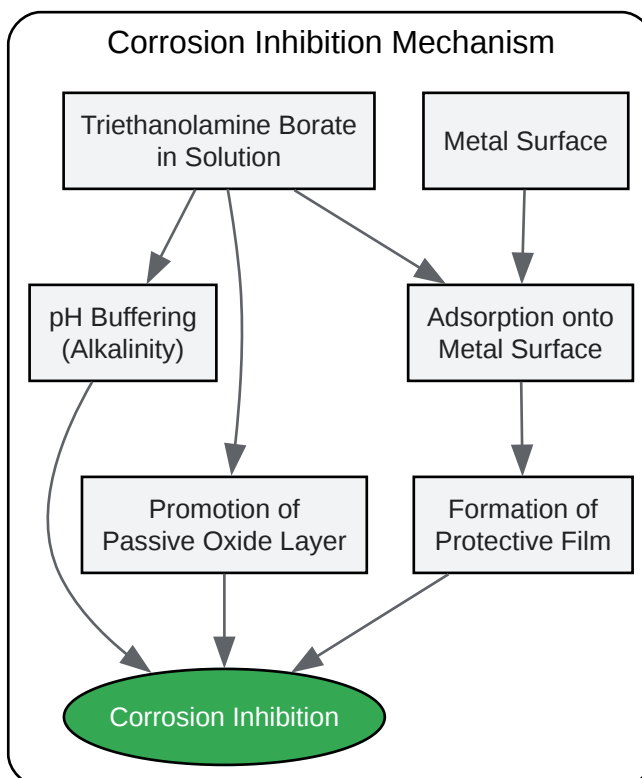 Corrosion Inhibition Mechanism
Triethanolamine Borate
in Solution
Metal Surface
pH Buffering
(Alkalinity)
Adsorption onto
Metal Surface
Promotion of
Passive Oxide Layer
Formation of
Protective Film
Corrosion Inhibition